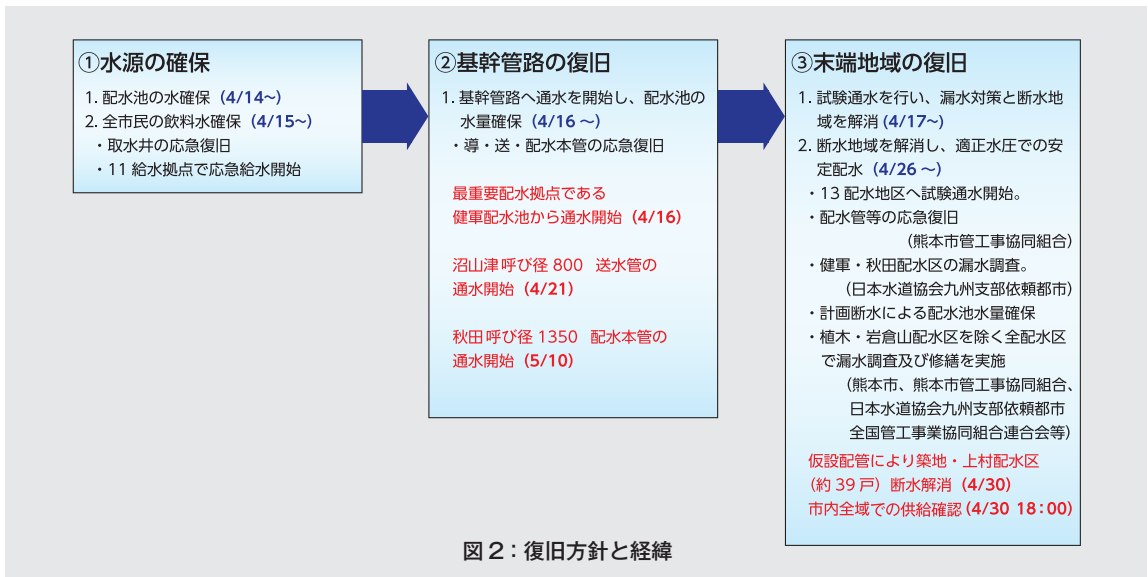 ①水源の確保
1. 配水池の水確保（4/14～）
2. 全市民の飲料水確保（4/15～）
・取水井の応急復旧
・11 給水拠点で応急給水開始
②基幹管路の復旧
1. 基幹管路へ通水を開始し、配水池の
水量確保（4/16 ～）
・導・送・配水本管の応急復旧
最重要配水拠点である
健軍配水池から通水開始（4/16）
沼山津呼び径 800 送水管の
通水開始（4/21）
秋田呼び径 1350 配水本管の
通水開始（5/10）
③末端地域の復旧
1. 試験通水を行い、漏水対策と断水地
域を解消（4/17～）
2. 断水地域を解消し、適正水圧での安
定配水（4/26 ～）
・13 配水地区へ試験通水開始。
・配水管等の応急復旧
（熊本市管工事協同組合）
・健軍・秋田配水区の漏水調査。
（日本水道協会九州支部依頼都市）
・計画断水による配水池水量確保
・植木・岩倉山配水区を除く全配水区
で漏水調査及び修繕を実施
（熊本市、熊本市管工事協同組合、
日本水道協会九州支部依頼都市
全国管工事業協同組合連合会等）
仮設配管により築地・上村配水区
（約 39 戸）断水解消（4/30）
市内全域での供給確認（4/30 18：00）
図 2：復旧方針と経緯